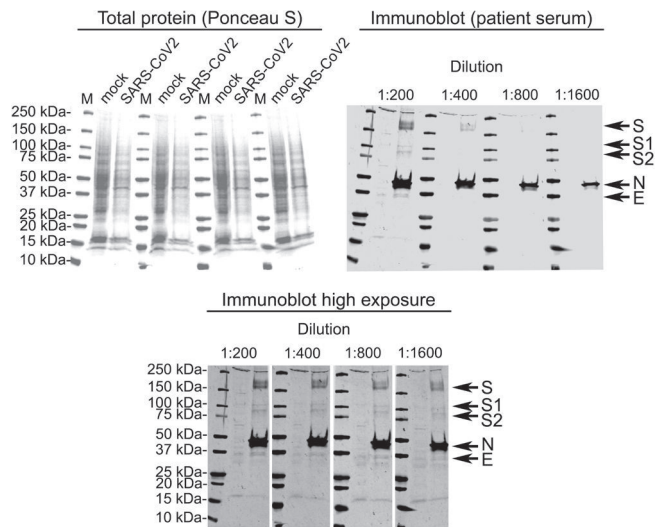 Total protein (Ponceau S)
M mock SARS-CoV2 M mock SARS-CoV2 M mock SARS-CoV2 M mock SARS-CoV2
250 kDa-
150 kDa-
100 kDa-
75 kDa-
50 kDa-
37 kDa-
25 kDa-
20 kDa-
15 kDa-
10 kDa-
Immunoblot (patient serum)
Dilution
1:200 1:400 1:800 1:1600
S
S1
S2
N
E
Immunoblot high exposure
Dilution
1:200 1:400 1:800 1:1600
250 kDa-
150 kDa-
100 kDa-
75 kDa-
50 kDa-
37 kDa-
25 kDa-
20 kDa-
15 kDa-
10 kDa-
S
S1
S2
N
E